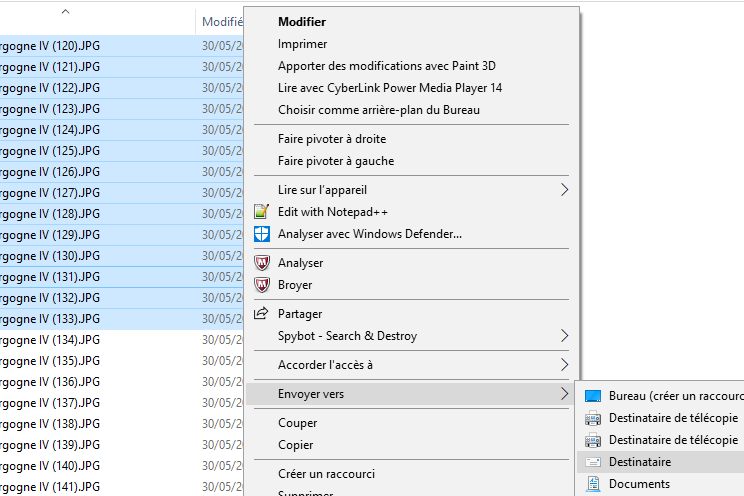 Modifié
rgogne IV (120).JPG 30/05/2
rgogne IV (121).JPG 30/05/2
rgogne IV (122).JPG 30/05/2
rgogne IV (123).JPG 30/05/2
rgogne IV (124).JPG 30/05/2
rgogne IV (125).JPG 30/05/2
rgogne IV (126).JPG 30/05/2
rgogne IV (127).JPG 30/05/2
rgogne IV (128).JPG 30/05/2
rgogne IV (129).JPG 30/05/2
rgogne IV (130).JPG 30/05/2
rgogne IV (131).JPG 30/05/2
rgogne IV (132).JPG 30/05/2
rgogne IV (133).JPG 30/05/2
rgogne IV (134).JPG 30/05/2
rgogne IV (135).JPG 30/05/2
rgogne IV (136).JPG 30/05/2
rgogne IV (137).JPG 30/05/2
rgogne IV (138).JPG 30/05/2
rgogne IV (139).JPG 30/05/2
rgogne IV (140).JPG 30/05/2
rgogne IV (141).JPG 30/05/2
Modifier
Imprimer
Apporter des modifications avec Paint 3D
Lire avec CyberLink Power Media Player 14
Choisir comme arrière-plan du Bureau
Faire pivoter à droite
Faire pivoter à gauche
Lire sur l'appareil
Edit with Notepad++
Analyser avec Windows Defender...
Analyser
Broyer
Partager
Spybot - Search & Destroy
Accorder l'accès à
Envoyer vers
Couper
Copier
Créer un raccourci
Supprimer
Bureau (créer un raccourc
Destinataire de télécopie
Destinataire de télécopie
Destinataire
Documents